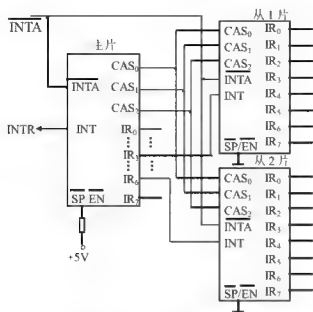 INTA
主片
CAS₀
CAS₁
CAS₂
INTA
INTR
INT
IR₀
IR₃
IR₆
IR₇
SP EN
+5V
从1片
CAS₀
CAS₁
CAS₂
INTA
INT
SP/EN
IR₀
IR₁
IR₂
IR₃
IR₄
IR₅
IR₆
IR₇
从2片
CAS₀
CAS₁
CAS₂
INTA
INT
SP/EN
IR₀
IR₁
IR₂
IR₃
IR₄
IR₅
IR₆
IR₇